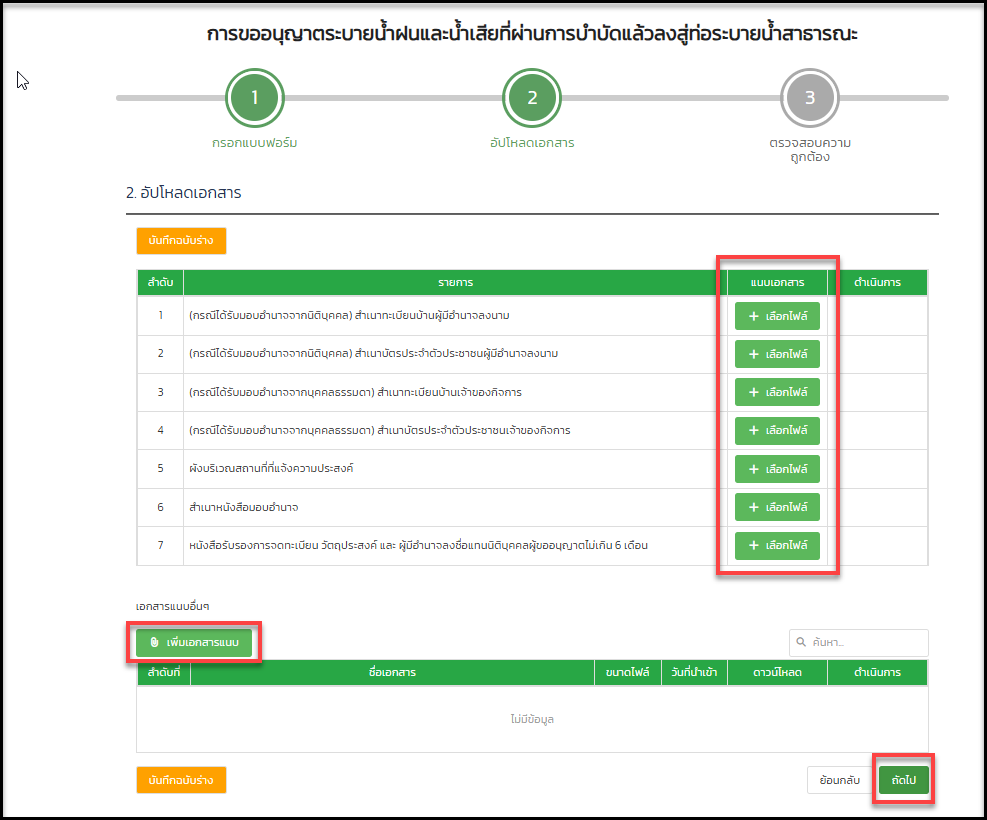 การขออนุญาตระบายน้ำฝนและน้ำเสียที่ผ่านการบำบัดแล้วลงสู่ท่อระบายน้ำสาธารณะ
1
2
3
กรอกแบบฟอร์ม
อัปโหลดเอกสาร
ตรวจสอบความ
ถูกต้อง
2. อัปโหลดเอกสาร
บันทึกฉบับร่าง
ลำดับ รายการ แนบเอกสาร ดำเนินการ
1 (กรณีได้รับมอบอำนาจจากนิติบุคคล) สำเนาทะเบียนบ้านผู้มีอำนาจลงนาม + เลือกไฟล์
2 (กรณีได้รับมอบอำนาจจากนิติบุคคล) สำเนาบัตรประจำตัวประชาชนผู้มีอำนาจลงนาม + เลือกไฟล์
3 (กรณีได้รับมอบอำนาจจากบุคคลธรรมดา) สำเนาทะเบียนบ้านเจ้าของกิจการ + เลือกไฟล์
4 (กรณีได้รับมอบอำนาจจากบุคคลธรรมดา) สำเนาบัตรประจำตัวประชาชนเจ้าของกิจการ + เลือกไฟล์
5 ผังบริเวณสถานที่ที่แจ้งความประสงค์ + เลือกไฟล์
6 สำเนาหนังสือมอบอำนาจ + เลือกไฟล์
7 หนังสือรับรองการจดทะเบียน วัตถุประสงค์ และ ผู้มีอำนาจลงชื่อแทนนิติบุคคลผู้ขออนุญาตไม่เกิน 6 เดือน + เลือกไฟล์
เอกสารแนบอื่นๆ
เพิ่มเอกสารแนบ ค้นหา...
ลำดับที่ ชื่อเอกสาร ขนาดไฟล์ วันที่นำเข้า ดาวน์โหลด ดำเนินการ
ไม่มีข้อมูล
บันทึกฉบับร่าง ย้อนกลับ ถัดไป